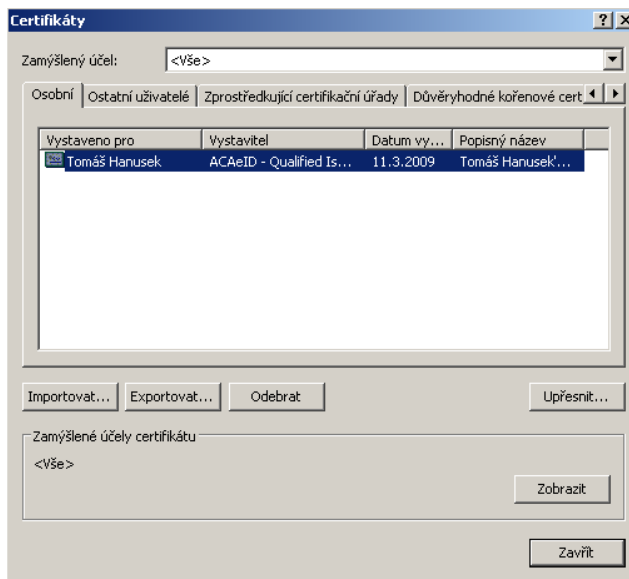 Certifikáty
Zamýšlený účel: <Vše>
Osobní Ostatní uživatelé Zprostředkující certifikační úřady Důvěryhodné kořenové cert
Vystaveno pro Vystavitel Datum vy... Popisný název
Tomáš Hanusek ACAeID - Qualified Is... 11.3.2009 Tomáš Hanusek'...
Importovat... Exportovat... Odebrat Upřesnit...
Zamýšlené účely certifikátu
<Vše>
Zobrazit
Zavřít